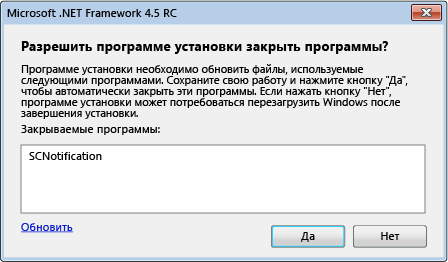 Microsoft .NET Framework 4.5 RC
Разрешить программе установки закрыть программы?
Программе установки необходимо обновить файлы, используемые
следующими программами. Сохраните свою работу и нажмите кнопку "Да",
чтобы автоматически закрыть эти программы. Если нажать кнопку "Нет",
программе установки может потребоваться перезагрузить Windows после
завершения установки.
Закрываемые программы:
SCNotification
Обновить
Да
Нет